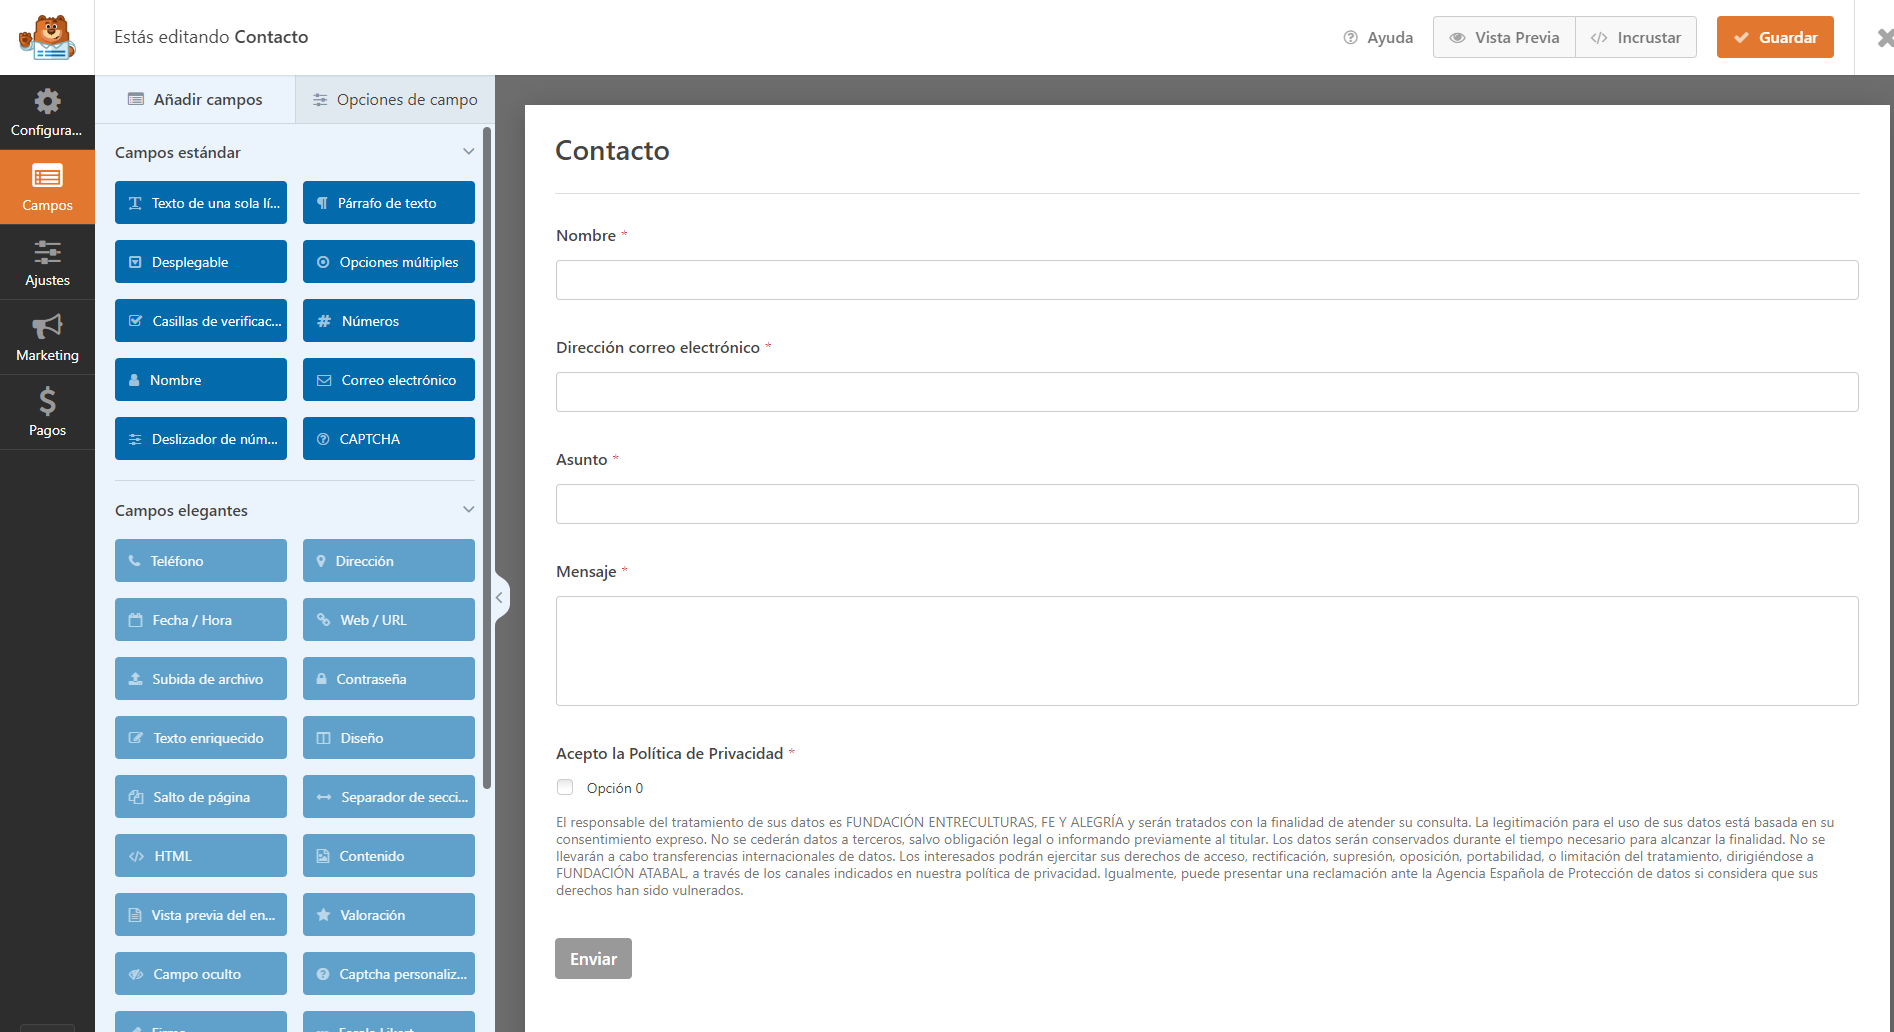 Estás editando Contacto
Ayuda
Vista Previa
Incrustar
Guardar
Configura...
Campos
Ajustes
Marketing
Pagos
Añadir campos
Opciones de campo
Campos estándar
Texto de una sola lí...
Párrafo de texto
Desplegable
Opciones múltiples
Casillas de verificac...
Números
Nombre
Correo electrónico
Deslizador de núm...
CAPTCHA
Campos elegantes
Teléfono
Dirección
Fecha / Hora
Web / URL
Subida de archivo
Contraseña
Texto enriquecido
Diseño
Salto de página
Separador de secci...
HTML
Contenido
Vista previa del en...
Valoración
Campo oculto
Captcha personaliz...
Firma
Escala Likert
Contacto
Nombre *
Dirección correo electrónico *
Asunto *
Mensaje *
Acepto la Política de Privacidad *
Opción 0
El responsable del tratamiento de sus datos es FUNDACIÓN ENTRECULTURAS, FE Y ALEGRÍA y serán tratados con la finalidad de atender su consulta. La legitimación para el uso de sus datos está basada en su
consentimiento expreso. No se cederán datos a terceros, salvo obligación legal o informando previamente al titular. Los datos serán conservados durante el tiempo necesario para alcanzar la finalidad. No se
llevarán a cabo transferencias internacionales de datos. Los interesados podrán ejercitar sus derechos de acceso, rectificación, supresión, oposición, portabilidad, o limitación del tratamiento, dirigiéndose a
FUNDACIÓN ATABAL, a través de los canales indicados en nuestra política de privacidad. Igualmente, puede presentar una reclamación ante la Agencia Española de Protección de datos si considera que sus
derechos han sido vulnerados.
Enviar